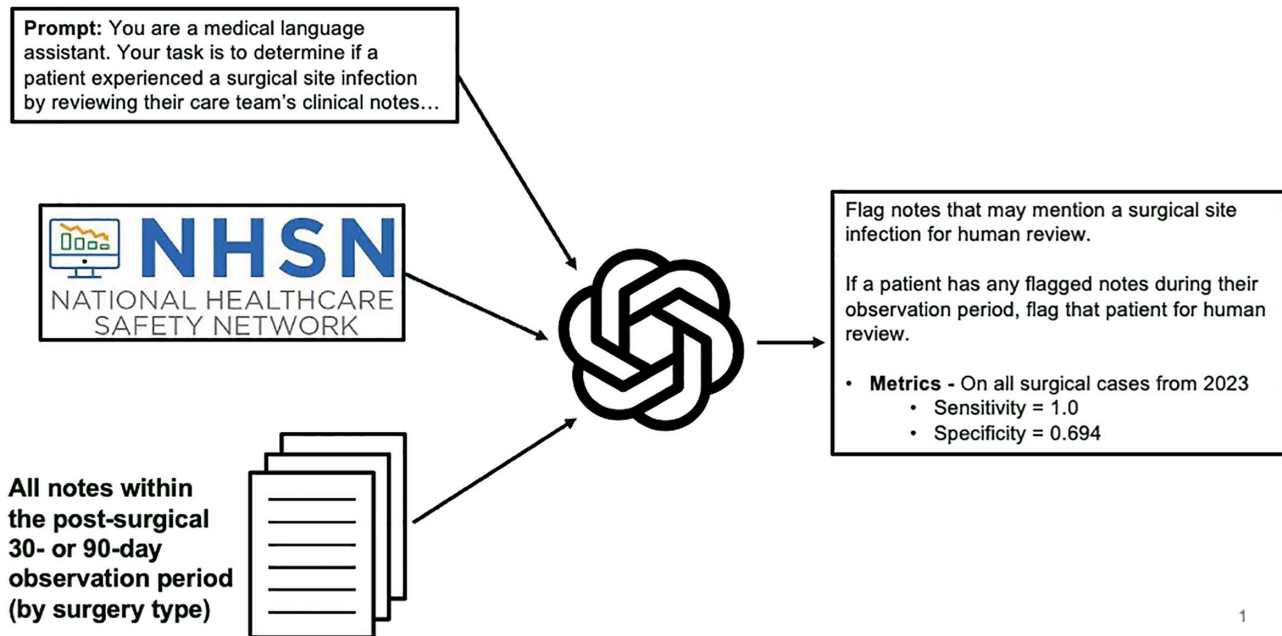 Prompt: You are a medical language
assistant. Your task is to determine if a
patient experienced a surgical site infection
by reviewing their care team's clinical notes…
NHSN
NATIONAL HEALTHCARE
SAFETY NETWORK
All notes within
the post-surgical
30- or 90-day
observation period
(by surgery type)
Flag notes that may mention a surgical site
infection for human review.
If a patient has any flagged notes during their
observation period, flag that patient for human
review.
• Metrics - On all surgical cases from 2023
• Sensitivity = 1.0
• Specificity = 0.694
1